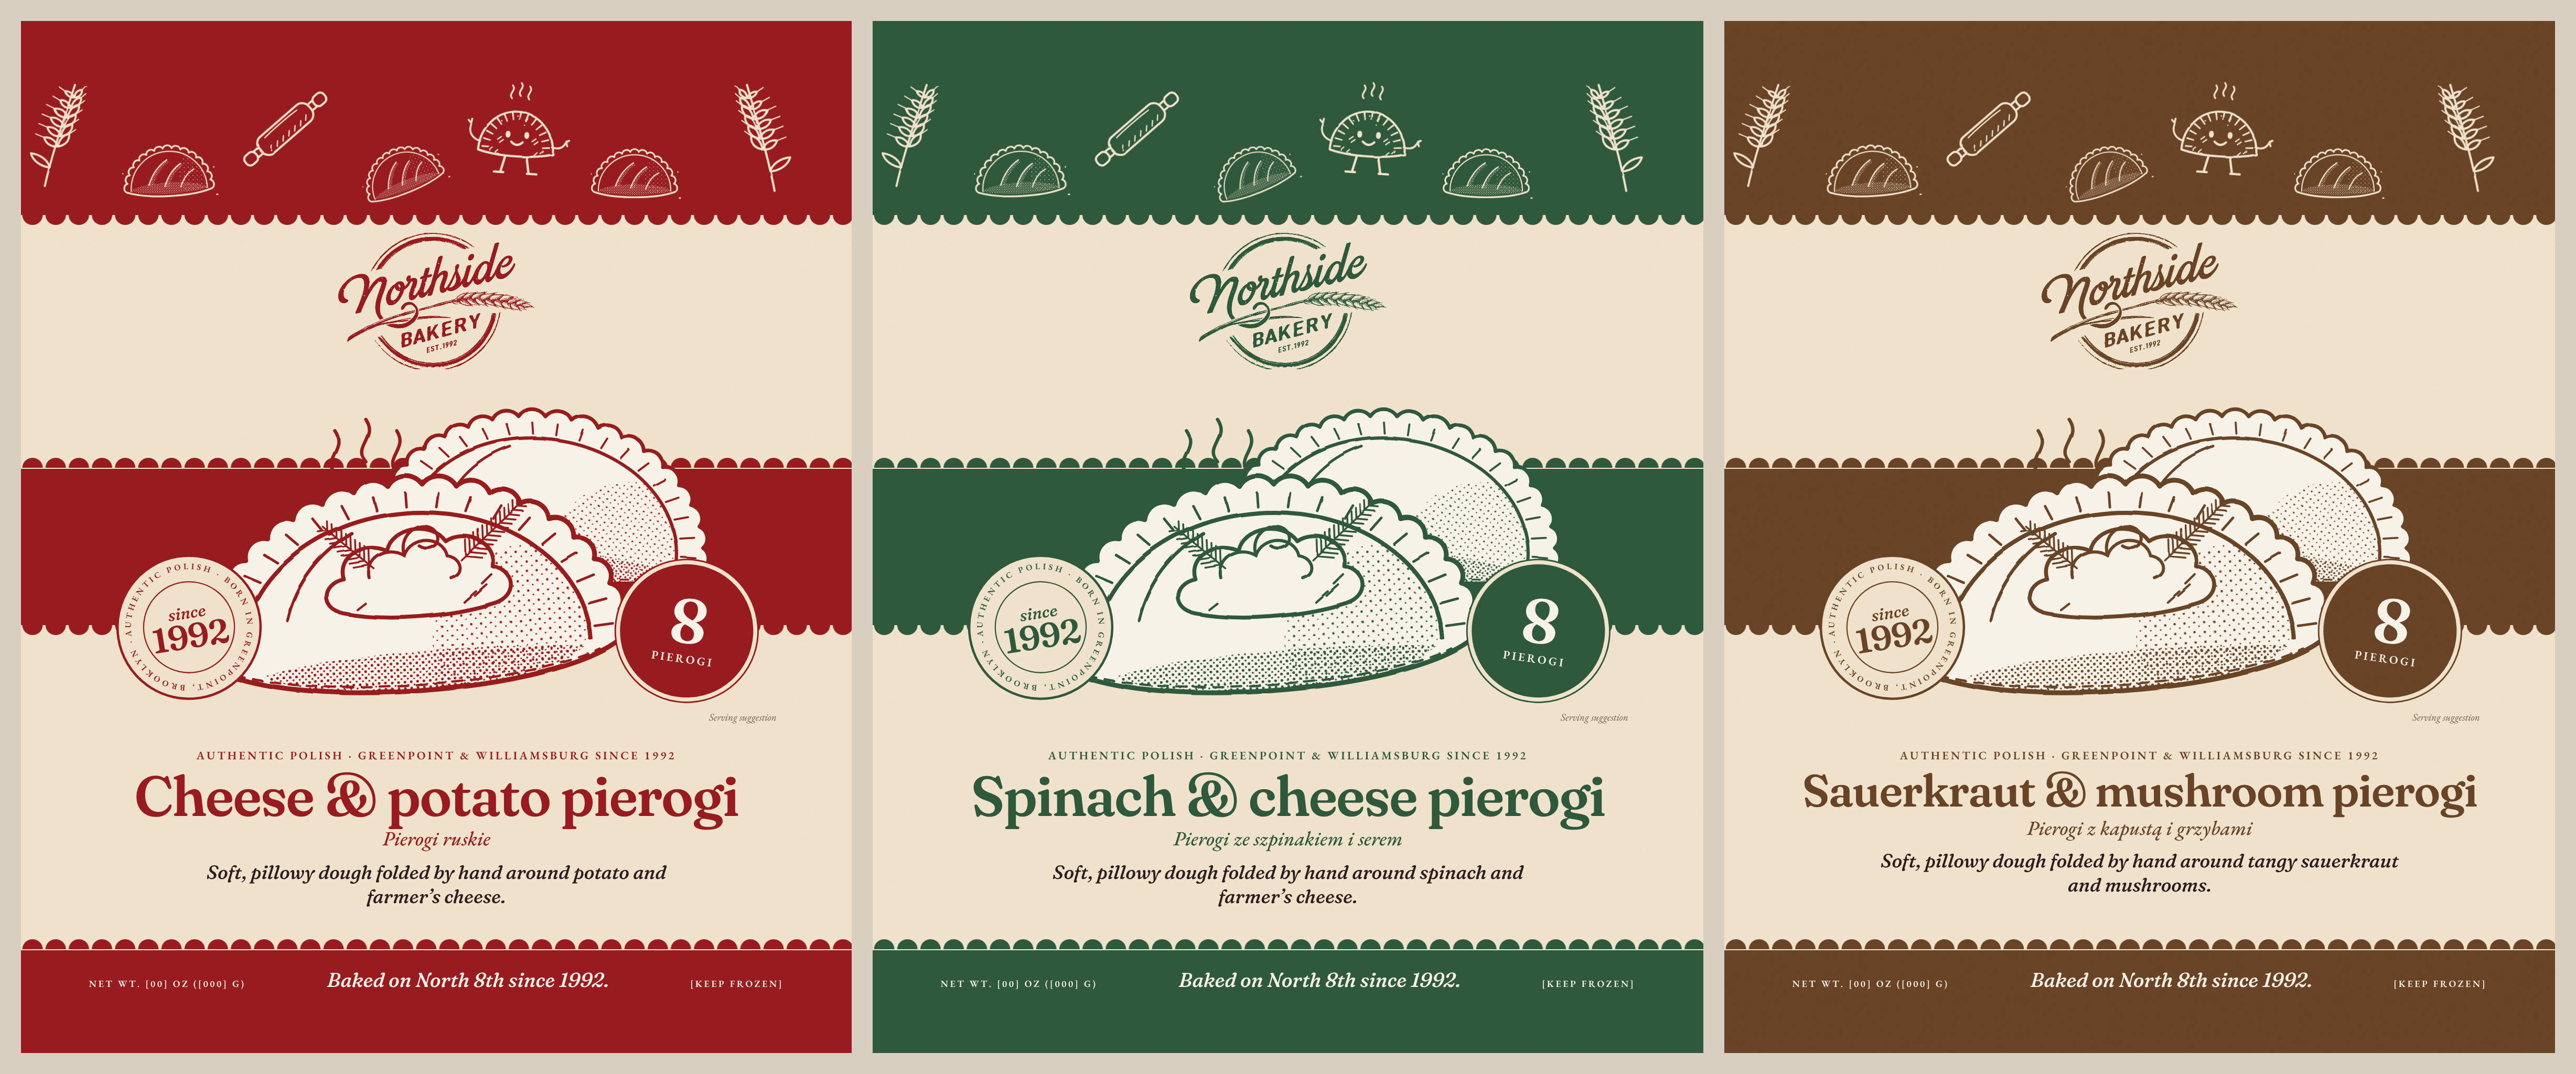 Northside
BAKERY
EST. 1992
AUTHENTIC POLISH · BORN IN GREENPOINT, BROOKLYN ·
since
1992
8
PIEROGI
Serving suggestion
AUTHENTIC POLISH · GREENPOINT & WILLIAMSBURG SINCE 1992
Cheese & potato pierogi
Pierogi ruskie
Soft, pillowy dough folded by hand around potato and
farmer’s cheese.
NET WT. [00] OZ ([000] G)
Baked on North 8th since 1992.
[KEEP FROZEN]
Northside
BAKERY
EST. 1992
AUTHENTIC POLISH · BORN IN GREENPOINT, BROOKLYN ·
since
1992
8
PIEROGI
Serving suggestion
AUTHENTIC POLISH · GREENPOINT & WILLIAMSBURG SINCE 1992
Spinach & cheese pierogi
Pierogi ze szpinakiem i serem
Soft, pillowy dough folded by hand around spinach and
farmer’s cheese.
NET WT. [00] OZ ([000] G)
Baked on North 8th since 1992.
[KEEP FROZEN]
Northside
BAKERY
EST. 1992
AUTHENTIC POLISH · BORN IN GREENPOINT, BROOKLYN ·
since
1992
8
PIEROGI
Serving suggestion
AUTHENTIC POLISH · GREENPOINT & WILLIAMSBURG SINCE 1992
Sauerkraut & mushroom pierogi
Pierogi z kapustą i grzybami
Soft, pillowy dough folded by hand around tangy sauerkraut
and mushrooms.
NET WT. [00] OZ ([000] G)
Baked on North 8th since 1992.
[KEEP FROZEN]